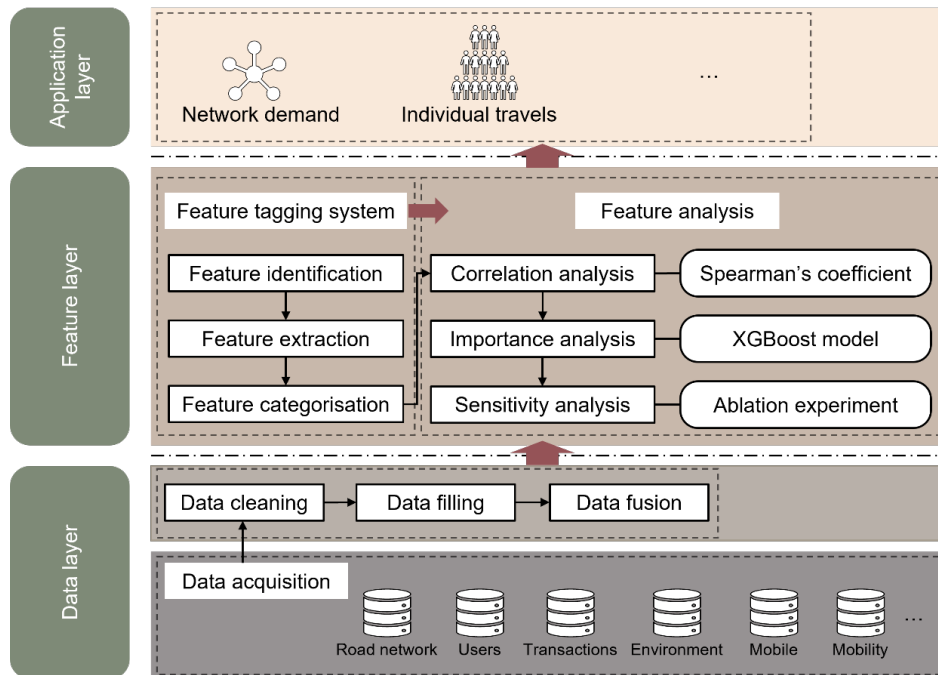 Application
layer
Network demand
Individual travels
...
Feature layer
Feature tagging system
Feature analysis
Feature identification
Correlation analysis
Spearman's coefficient
Feature extraction
Importance analysis
XGBoost model
Feature categorisation
Sensitivity analysis
Ablation experiment
Data layer
Data cleaning
Data filling
Data fusion
Data acquisition
Road network
Users
Transactions
Environment
Mobile
Mobility
...